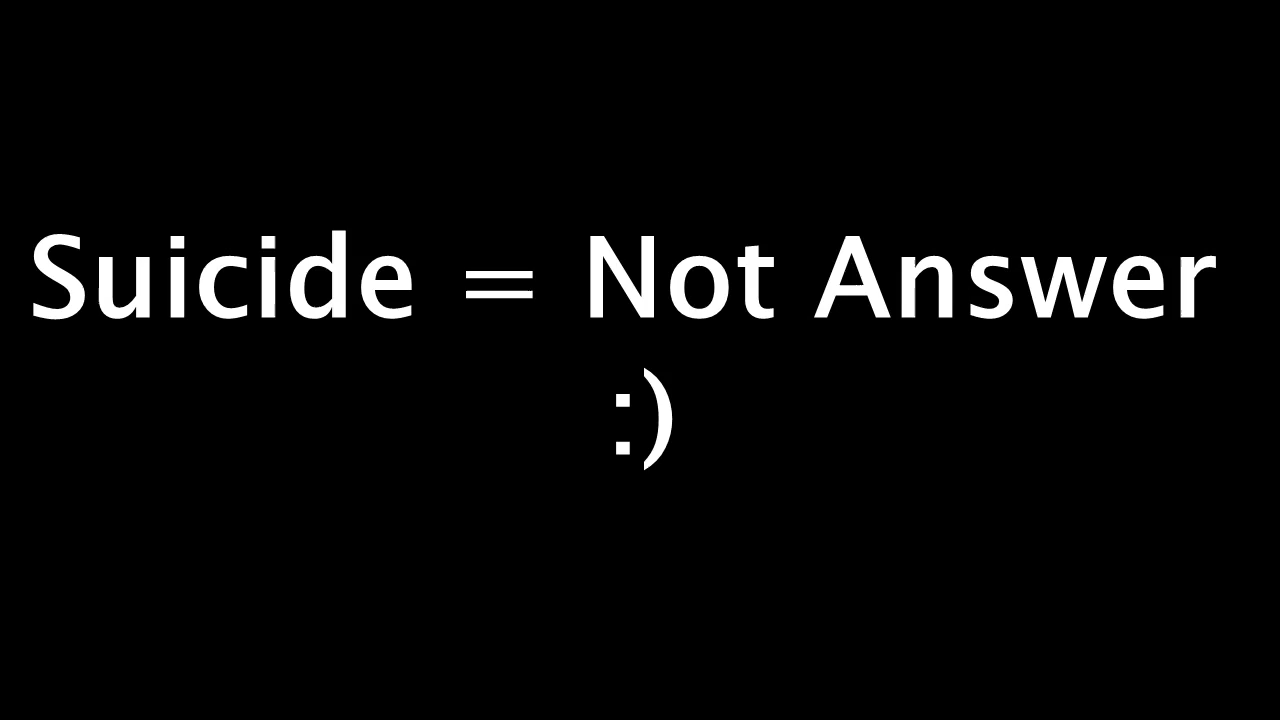 Suicide = Not Answer
:)